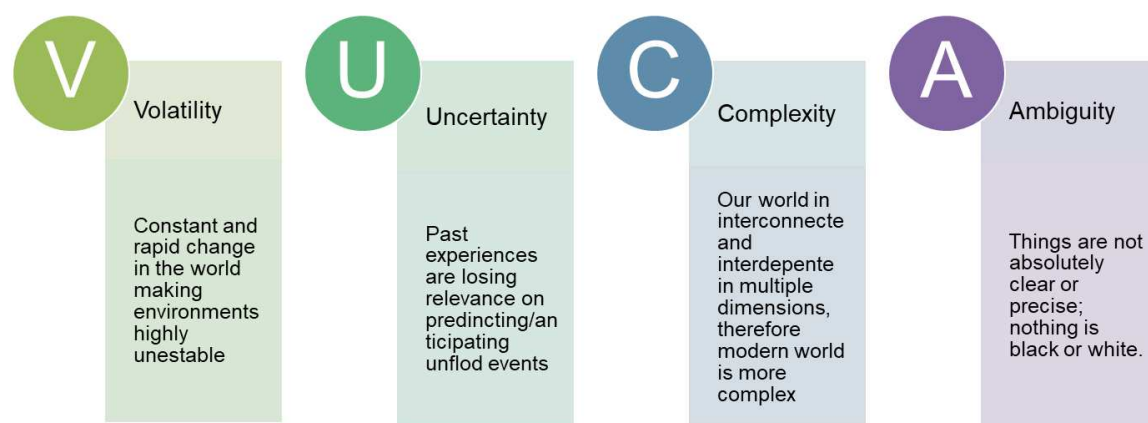 V
Volatility
Constant and
rapid change
in the world
making
environments
highly
unestable
U
Uncertainty
Past
experiences
are losing
relevance on
predincting/an
ticipating
unflod events
C
Complexity
Our world in
interconnecte
and
interdepente
in multiple
dimensions,
therefore
modern world
is more
complex
A
Ambiguity
Things are not
absolutely
clear or
precise;
nothing is
black or white.